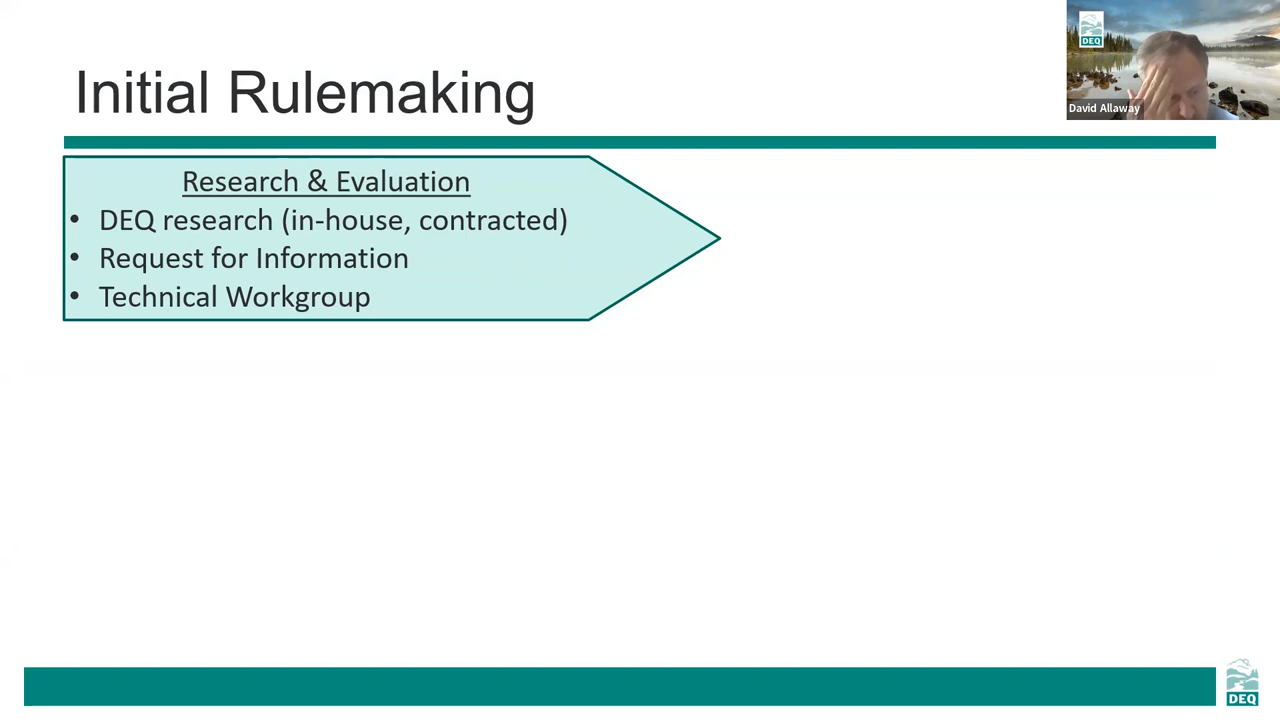 DEQ
David Allaway
Initial Rulemaking
Research & Evaluation
• DEQ research (in-house, contracted)
• Request for Information
• Technical Workgroup
DEQ